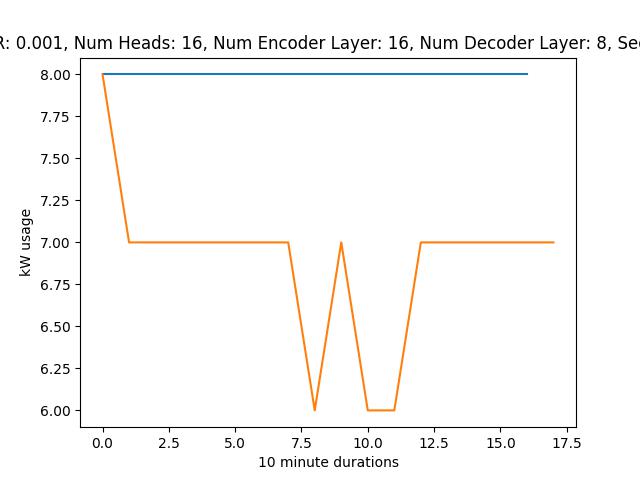 R: 0.001, Num Heads: 16, Num Encoder Layer: 16, Num Decoder Layer: 8,
8.00
7.75
7.50
7.25
7.00
6.75
6.50
6.25
6.00
kW usage
0.0 2.5 5.0 7.5 10.0 12.5 15.0 17.5
10 minute durations